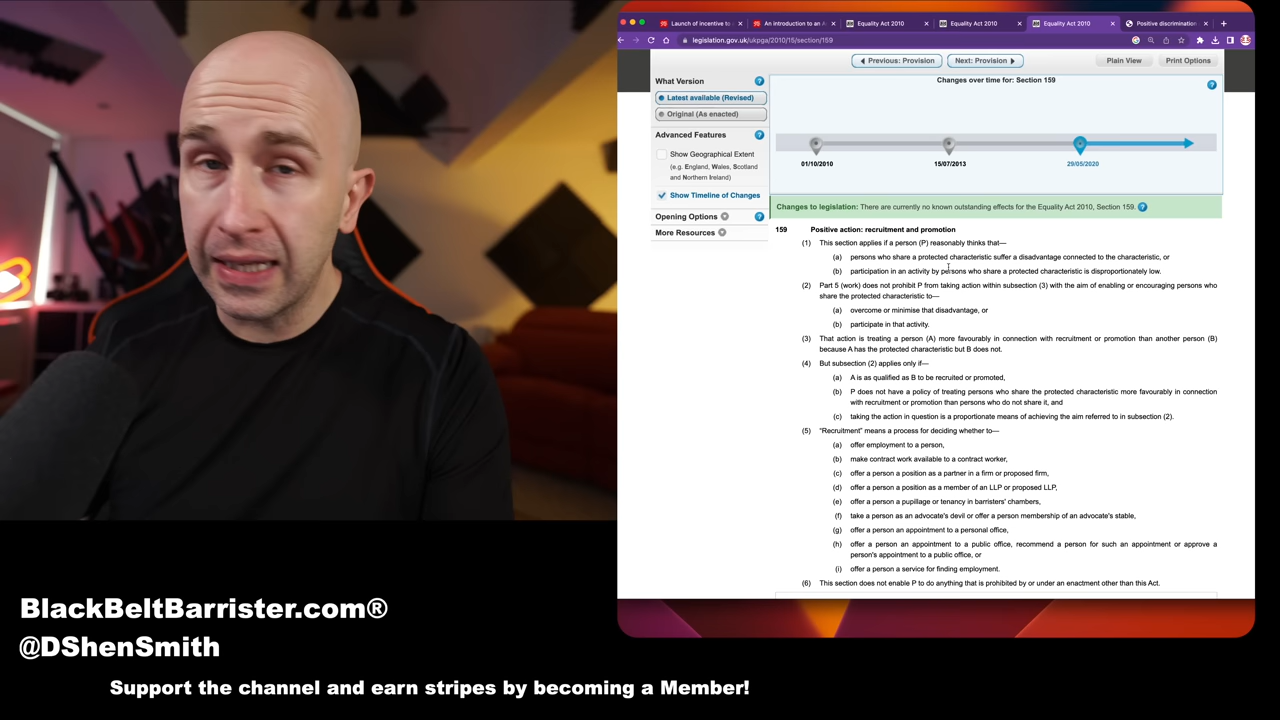 Launch of incentive to
An introduction to an
Equality Act 2010
Equality Act 2010
Equality Act 2010
Positive discrimination
legislation.gov.uk/ukpga/2010/15/section/159
Previous: Provision
Next: Provision
Plain View
Print Options
What Version
Latest available (Revised)
Original (As enacted)
Advanced Features
Show Geographical Extent
(e.g. England, Wales, Scotland
and Northern Ireland)
Show Timeline of Changes
Opening Options
More Resources
Changes over time for: Section 159
01/10/2010
15/07/2013
29/05/2020
Changes to legislation: There are currently no known outstanding effects for the Equality Act 2010, Section 159.
159 Positive action: recruitment and promotion
(1) This section applies if a person (P) reasonably thinks that—
(a) persons who share a protected characteristic suffer a disadvantage connected to the characteristic, or
(b) participation in an activity by persons who share a protected characteristic is disproportionately low.
(2) Part 5 (work) does not prohibit P from taking action within subsection (3) with the aim of enabling or encouraging persons who
share the protected characteristic to—
(a) overcome or minimise that disadvantage, or
(b) participate in that activity.
(3) That action is treating a person (A) more favourably in connection with recruitment or promotion than another person (B)
because A has the protected characteristic but B does not.
(4) But subsection (2) applies only if—
(a) A is as qualified as B to be recruited or promoted,
(b) P does not have a policy of treating persons who share the protected characteristic more favourably in connection
with recruitment or promotion than persons who do not share it, and
(c) taking the action in question is a proportionate means of achieving the aim referred to in subsection (2).
(5) “Recruitment” means a process for deciding whether to—
(a) offer employment to a person,
(b) make contract work available to a contract worker,
(c) offer a person a position as a partner in a firm or proposed firm,
(d) offer a person a position as a member of an LLP or proposed LLP,
(e) offer a person a pupillage or tenancy in barristers' chambers,
(f) take a person as an advocate's devil or offer a person membership of an advocate's stable,
(g) offer a person an appointment to a personal office,
(h) offer a person an appointment to a public office, recommend a person for such an appointment or approve a
person's appointment to a public office, or
(i) offer a person a service for finding employment.
(6) This section does not enable P to do anything that is prohibited by or under an enactment other than this Act.
BlackBeltBarrister.com®
@DShenSmith
Support the channel and earn stripes by becoming a Member!